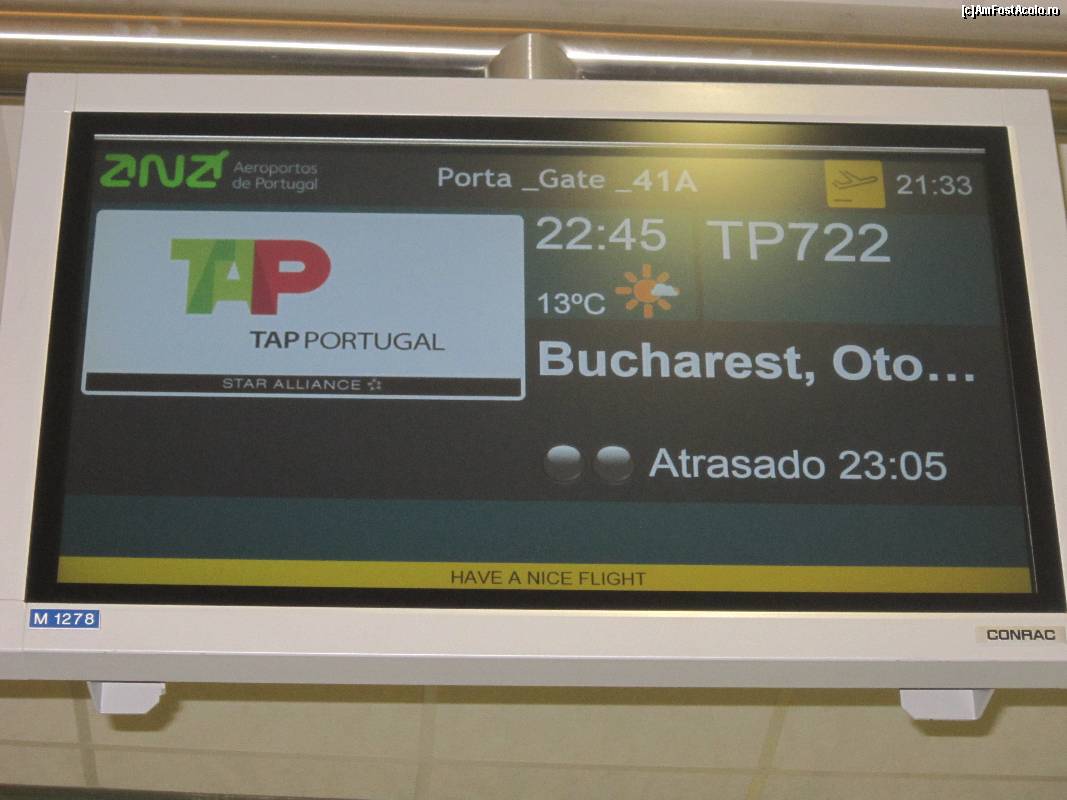 (c)AmFostAcolo.ro
ANA Aeroportos
de Portugal
Porta _Gate _41A
21:33
TAP
TAP PORTUGAL
STAR ALLIANCE
22:45
TP722
13ºC
Bucharest, Oto...
Atrasado 23:05
HAVE A NICE FLIGHT
M 1278
CONRAC